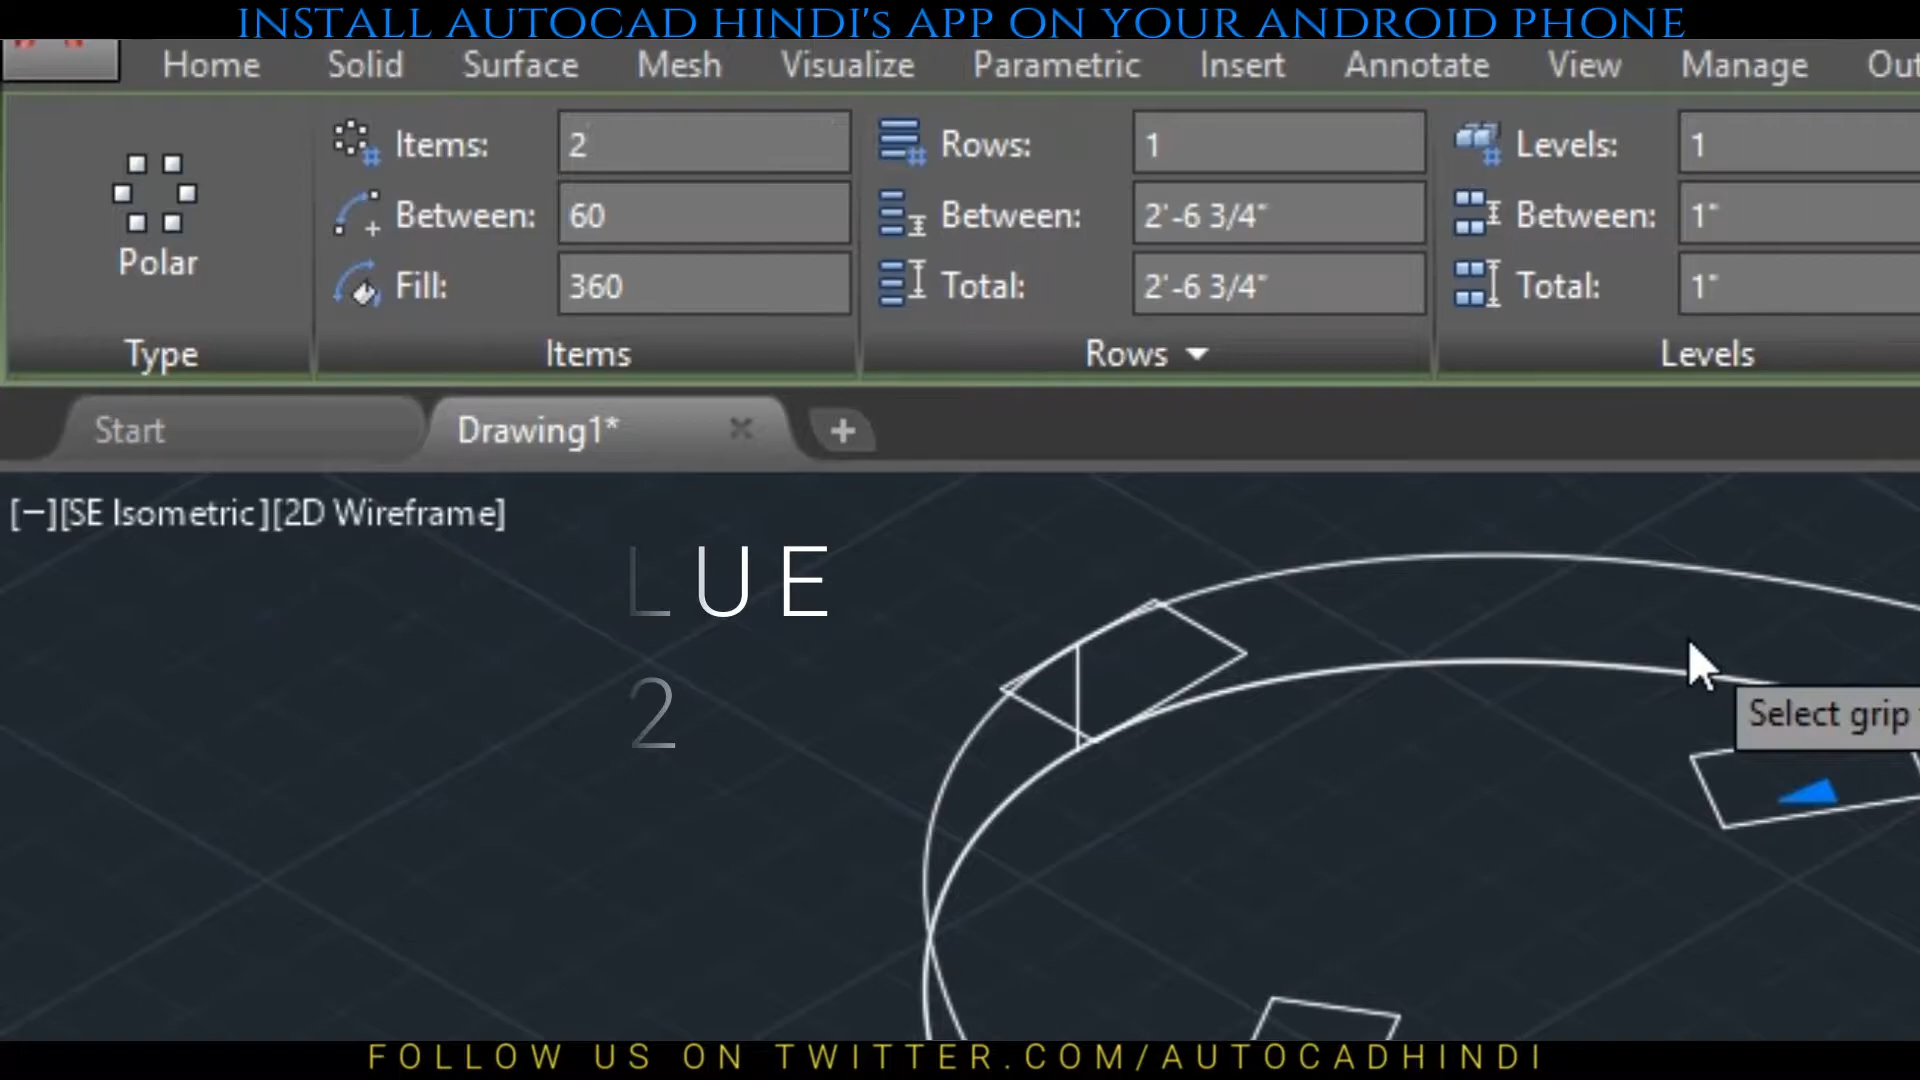 INSTALL AUTOCAD HINDI's APP ON YOUR ANDROID PHONE
Home Solid Surface Mesh Visualize Parametric Insert Annotate View Manage Out
Items: 2 Rows: 1 Levels: 1
Between: 60 Between: 2'-6 3/4" Between: 1"
Polar Fill: 360 Total: 2'-6 3/4" Total: 1"
Type Items Rows Levels
Start Drawing1*
[−][SE Isometric][2D Wireframe]
LUE
2
Select grip
FOLLOW US ON TWITTER.COM/AUTOCADHINDI